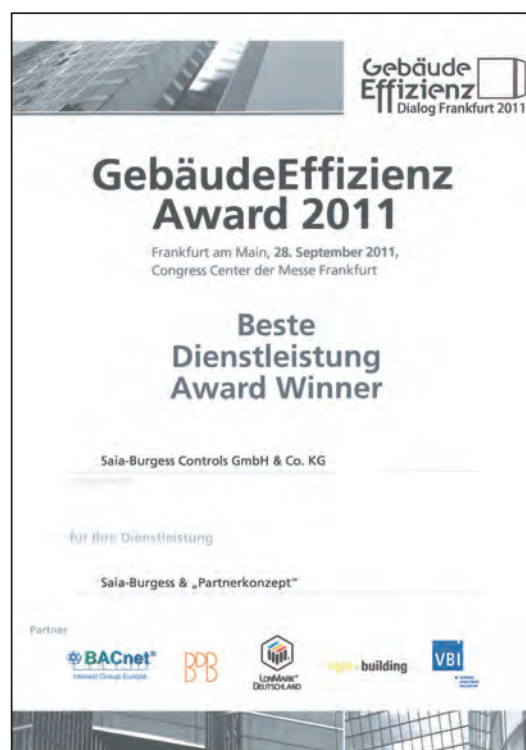 Gebäude
Effizienz
Dialog Frankfurt 2011
GebäudeEffizienz
Award 2011
Frankfurt am Main, 28. September 2011,
Congress Center der Messe Frankfurt
Beste
Dienstleistung
Award Winner
Saia-Burgess Controls GmbH & Co. KG
für Ihre Dienstleistung
Saia-Burgess & „Partnerkonzept“
Partner
BACnet®
Interest Group Europe
LONMARK®
DEUTSCHLAND
light+building
VBI